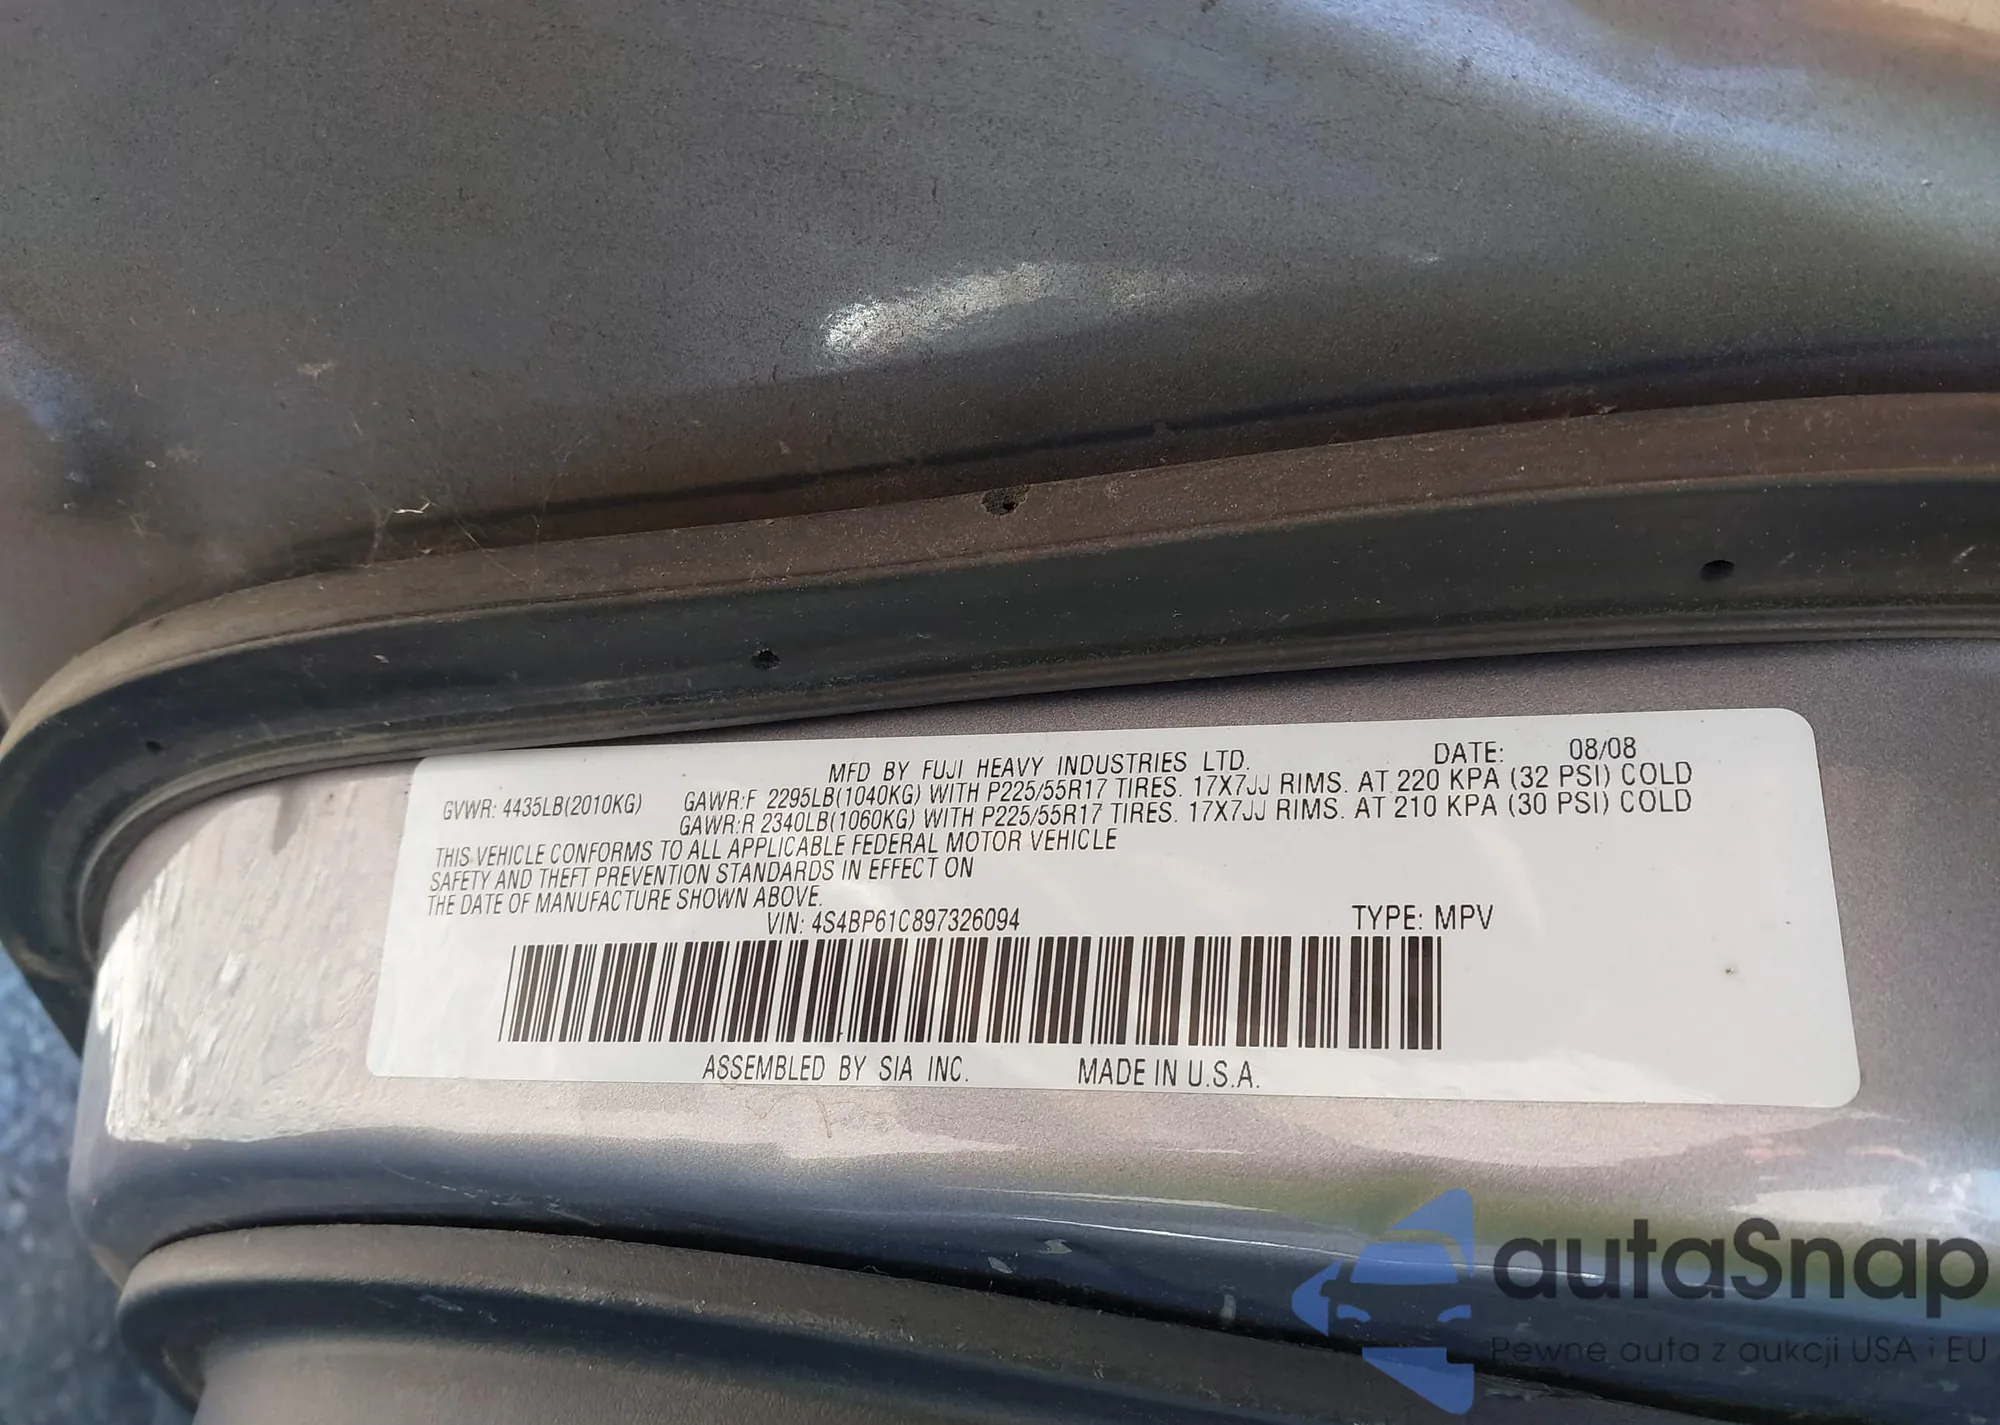 MFD BY FUJI HEAVY INDUSTRIES LTD. DATE: 08/08
GVWR: 4435LB(2010KG) GAWR:F 2295LB(1040KG) WITH P225/55R17 TIRES. 17X7JJ RIMS. AT 220 KPA (32 PSI) COLD
GAWR:R 2340LB(1060KG) WITH P225/55R17 TIRES. 17X7JJ RIMS. AT 210 KPA (30 PSI) COLD
THIS VEHICLE CONFORMS TO ALL APPLICABLE FEDERAL MOTOR VEHICLE
SAFETY AND THEFT PREVENTION STANDARDS IN EFFECT ON
THE DATE OF MANUFACTURE SHOWN ABOVE.
VIN: 4S4BP61C897326094 TYPE: MPV
ASSEMBLED BY SIA INC. MADE IN U.S.A.
autaSnap
Pewne auta z aukcji USA i EU